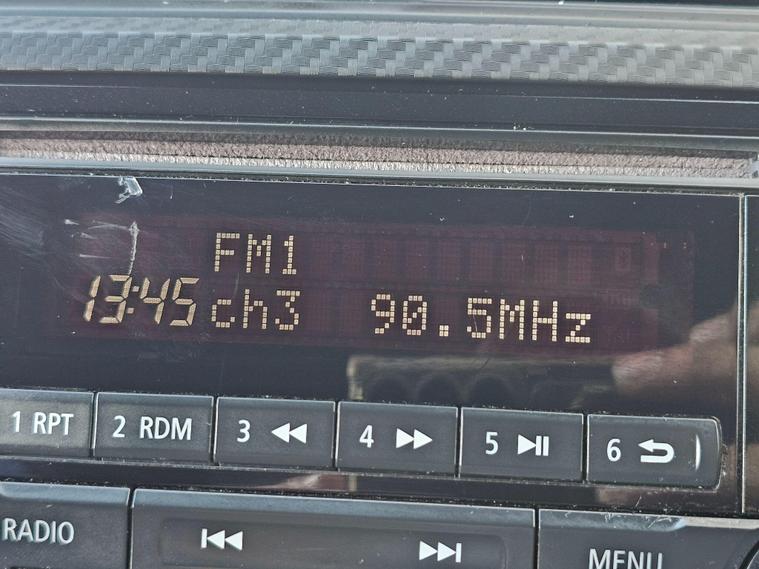 FM1
13:45 ch3 90.5MHz
1 RPT 2 RDM 3 4 5 6
RADIO MENU